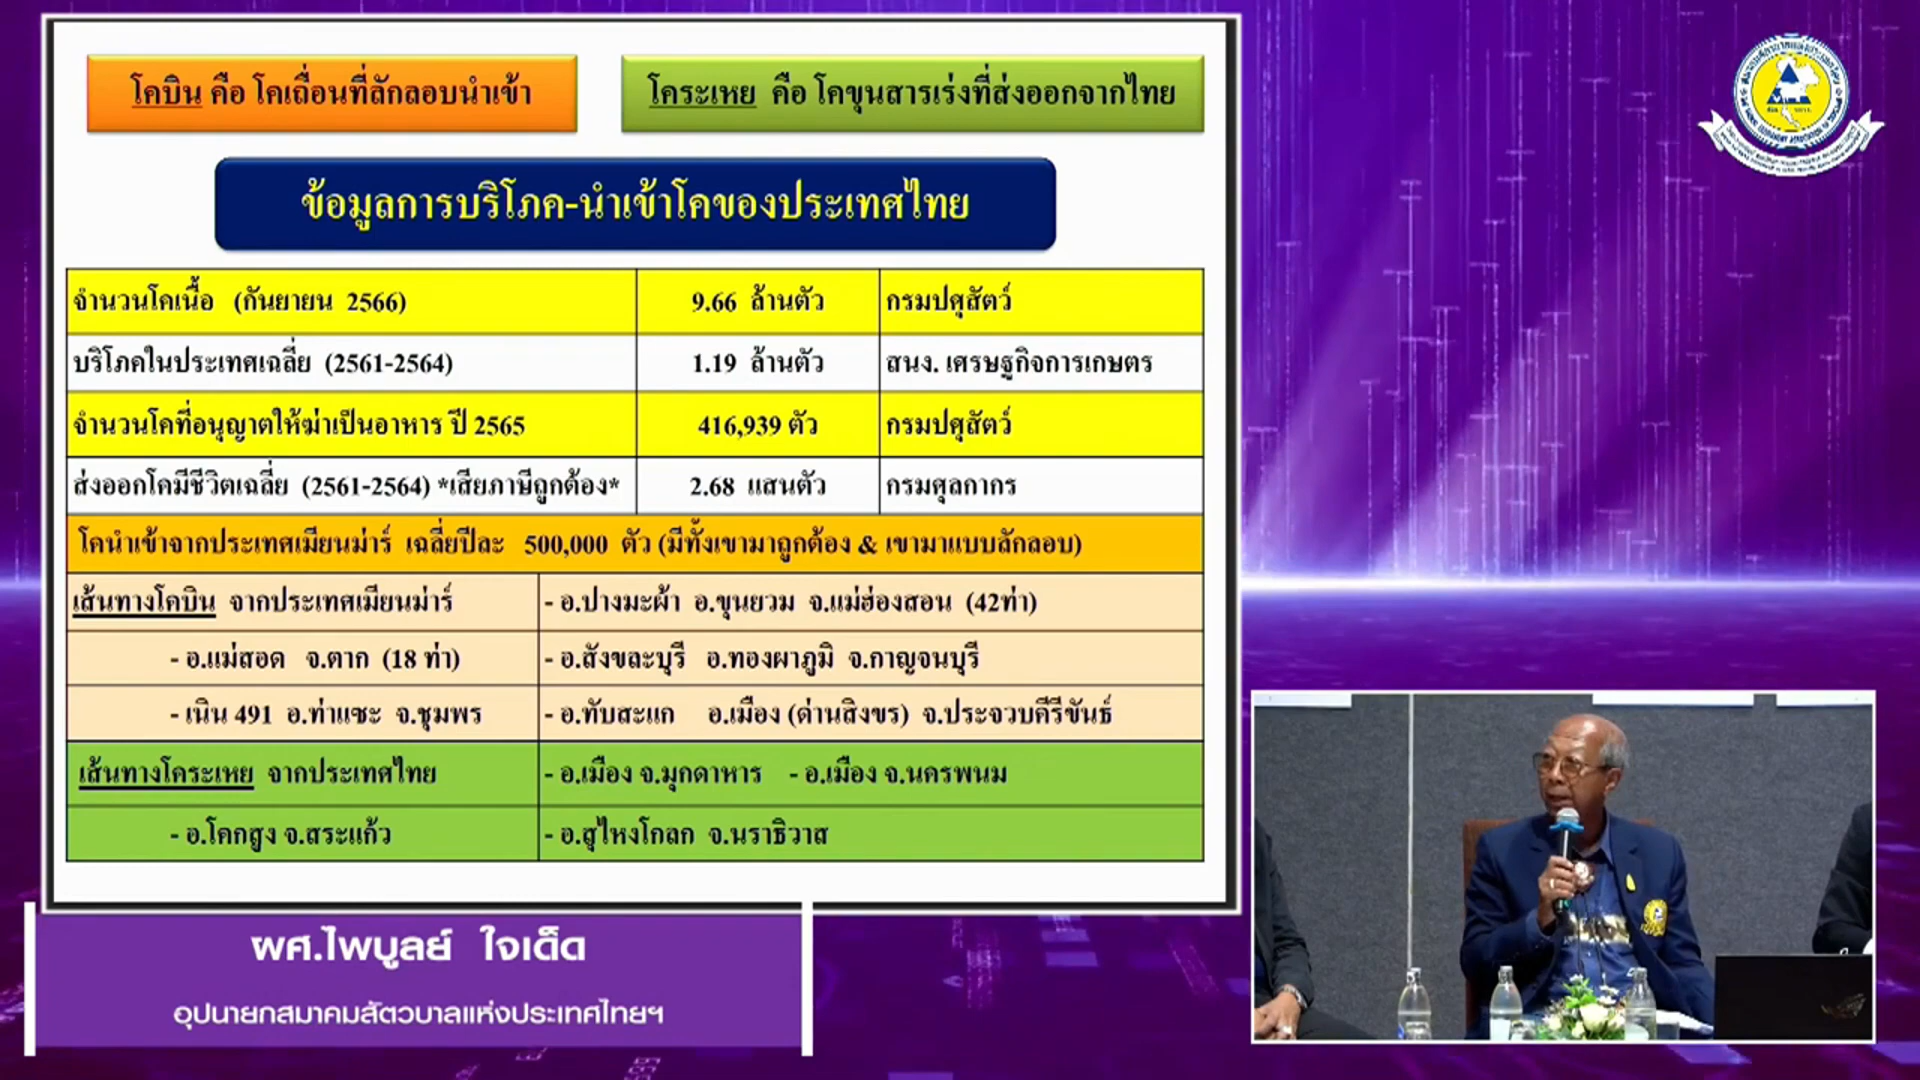 โคบิน คือ โคเถื่อนที่ลักลอบนำเข้า
โคระเหย คือ โคขุนสารเร่งที่ส่งออกจากไทย
ข้อมูลการบริโภค-นำเข้าโคของประเทศไทย
จำนวนโคเนื้อ (กันยายน 2566) 9.66 ล้านตัว กรมปศุสัตว์
บริโภคในประเทศเฉลี่ย (2561-2564) 1.19 ล้านตัว สนง. เศรษฐกิจการเกษตร
จำนวนโคที่อนุญาตให้ฆ่าเป็นอาหาร ปี 2565 416,939 ตัว กรมปศุสัตว์
ส่งออกโคมีชีวิตเฉลี่ย (2561-2564) *เสียภาษีถูกต้อง* 2.68 แสนตัว กรมศุลกากร
โคนำเข้าจากประเทศเมียนม่าร์ เฉลี่ยปีละ 500,000 ตัว (มีทั้งเขามาถูกต้อง & เขามาแบบลักลอบ)
เส้นทางโคบิน จากประเทศเมียนม่าร์ - อ.ปางมะผ้า อ.ขุนยวม จ.แม่ฮ่องสอน (42ท่า)
- อ.แม่สอด จ.ตาก (18 ท่า) - อ.สังขละบุรี อ.ทองผาภูมิ จ.กาญจนบุรี
- เนิน 491 อ.ท่าแซะ จ.ชุมพร - อ.ทับสะแก อ.เมือง (ด่านสิงขร) จ.ประจวบคีรีขันธ์
เส้นทางโคระเหย จากประเทศไทย - อ.เมือง จ.มุกดาหาร - อ.เมือง จ.นครพนม
- อ.โคกสูง จ.สระแก้ว - อ.สุไหงโกลก จ.นราธิวาส
ผศ.ไพบูลย์ ใจเด็ด
อุปนายกสมาคมสัตวบาลแห่งประเทศไทยฯ